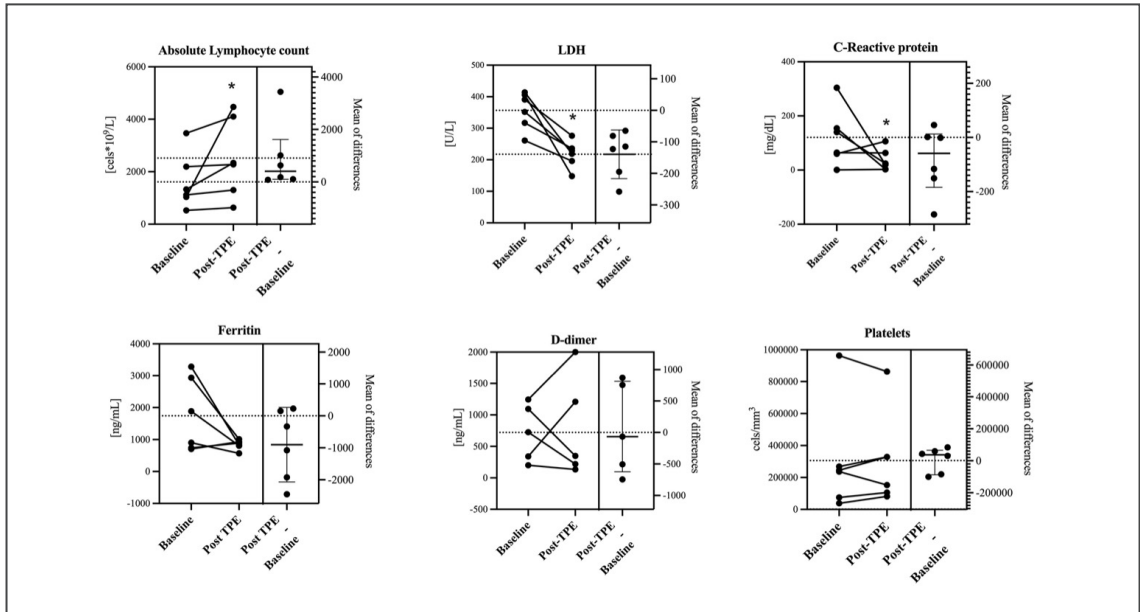 Absolute Lymphocyte count
[cels*10⁹/L]
6000
4000
2000
0
*
4000
2000
0
Mean of differences
Baseline
Post-TPE
Post-TPE
-
Baseline
LDH
[U/L]
500
400
300
200
100
0
*
100
0
-100
-200
-300
Mean of differences
Baseline
Post-TPE
Post-TPE
-
Baseline
C-Reactive protein
[mg/dL]
400
200
0
-200
*
200
0
-200
Mean of differences
Baseline
Post-TPE
Post-TPE
-
Baseline
Ferritin
[ng/mL]
4000
3000
2000
1000
0
-1000
2000
1000
0
-1000
-2000
Mean of differences
Baseline
Post TPE
Post TPE
-
Baseline
D-dimer
[ng/mL]
2000
1500
1000
500
0
-500
1000
500
0
-500
-1000
Mean of differences
Baseline
Post-TPE
Post-TPE
-
Baseline
Platelets
cells/mm³
1000000
800000
600000
400000
200000
0
600000
400000
200000
0
-200000
Mean of differences
Baseline
Post-TPE
Post-TPE
-
Baseline